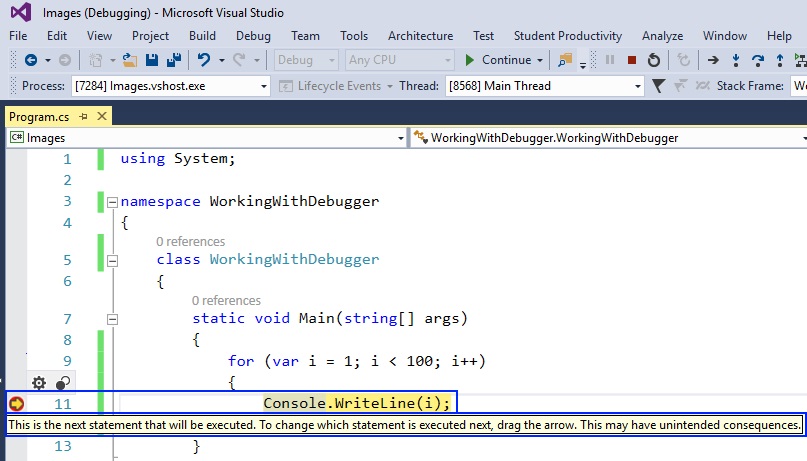 Images (Debugging) - Microsoft Visual Studio
File Edit View Project Build Debug Team Tools Architecture Test Student Productivity Analyze Window Help
Debug Any CPU Continue
Process: [7284] Images.vshost.exe Lifecycle Events Thread: [8568] Main Thread Stack Frame:
Program.cs
C# Images WorkingWithDebugger.WorkingWithDebugger
1 using System;
2
3 namespace WorkingWithDebugger
4 {
0 references
5 class WorkingWithDebugger
6 {
0 references
7 static void Main(string[] args)
8 {
9 for (var i = 1; i < 100; i++)
{
11 Console.WriteLine(i);
This is the next statement that will be executed. To change which statement is executed next, drag the arrow. This may have unintended consequences.
13 }